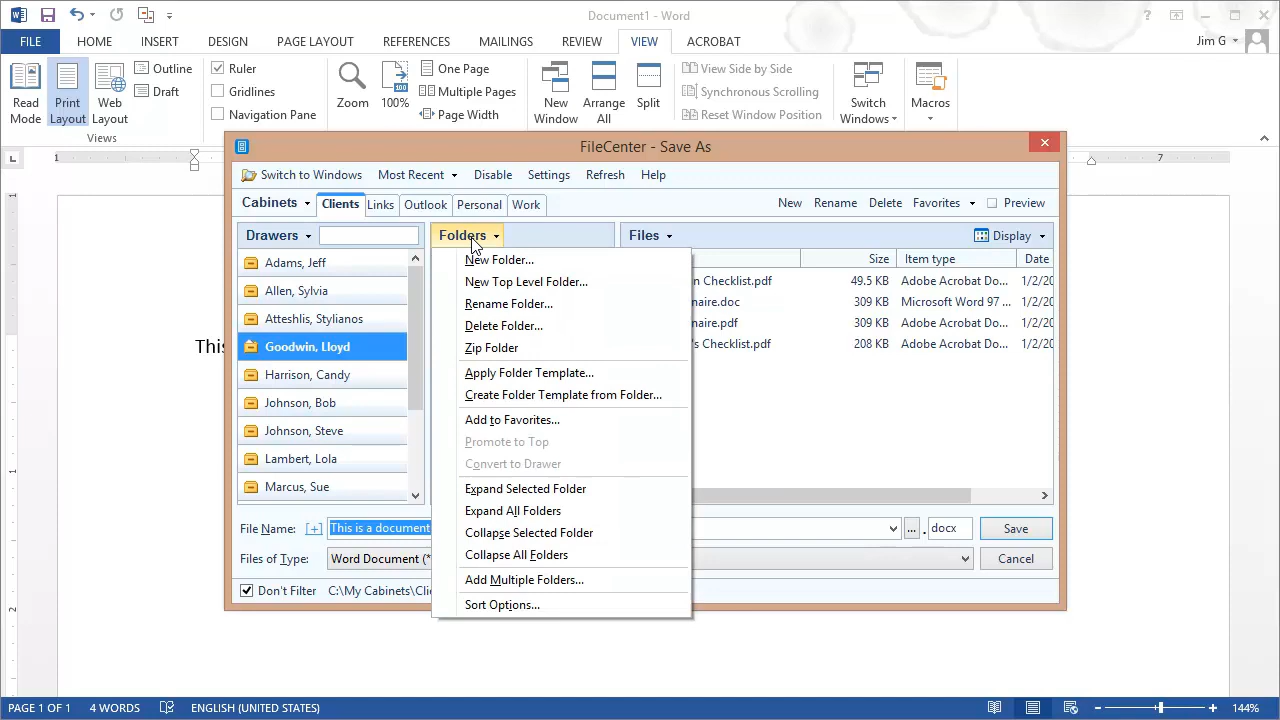 Document1 - Word
?
FILE HOME INSERT DESIGN PAGE LAYOUT REFERENCES MAILINGS REVIEW VIEW ACROBAT Jim G
Read Mode
Print Layout
Web Layout
Outline
Draft
Views
Ruler
Gridlines
Navigation Pane
Zoom
100
100%
One Page
Multiple Pages
Page Width
New Window
Arrange All
Split
View Side By Side
Synchronous Scrolling
Reset Window Position
Switch Windows
Macros
FileCenter - Save As
Switch to Windows Most Recent Disable Settings Refresh Help
Cabinets Clients Links Outlook Personal Work New Rename Delete Favorites Preview
Drawers Folders Files Display
Adams, Jeff
Allen, Sylvia
Atteshlis, Stylianos
Goodwin, Lloyd
Harrison, Candy
Johnson, Bob
Johnson, Steve
Lambert, Lola
Marcus, Sue
New Folder...
New Top Level Folder...
Rename Folder...
Delete Folder...
Zip Folder
Apply Folder Template...
Create Folder Template from Folder...
Add to Favorites...
Promote to Top
Convert to Drawer
Expand Selected Folder
Expand All Folders
Collapse Selected Folder
Collapse All Folders
Add Multiple Folders...
Sort Options...
Size Item type Date
n Checklist.pdf 49.5 KB Adobe Acrobat Do... 1/2/20
naire.doc 309 KB Microsoft Word 97 ... 1/2/20
naire.pdf 309 KB Adobe Acrobat Do... 1/2/20
's Checklist.pdf 208 KB Adobe Acrobat Do... 1/2/20
File Name: [+] This is a document ... . docx Save
Files of Type: Word Document (* Cancel
Don't Filter C:\My Cabinets\Clie
This
1 7
1
1
2
PAGE 1 OF 1 4 WORDS ENGLISH (UNITED STATES) 144%